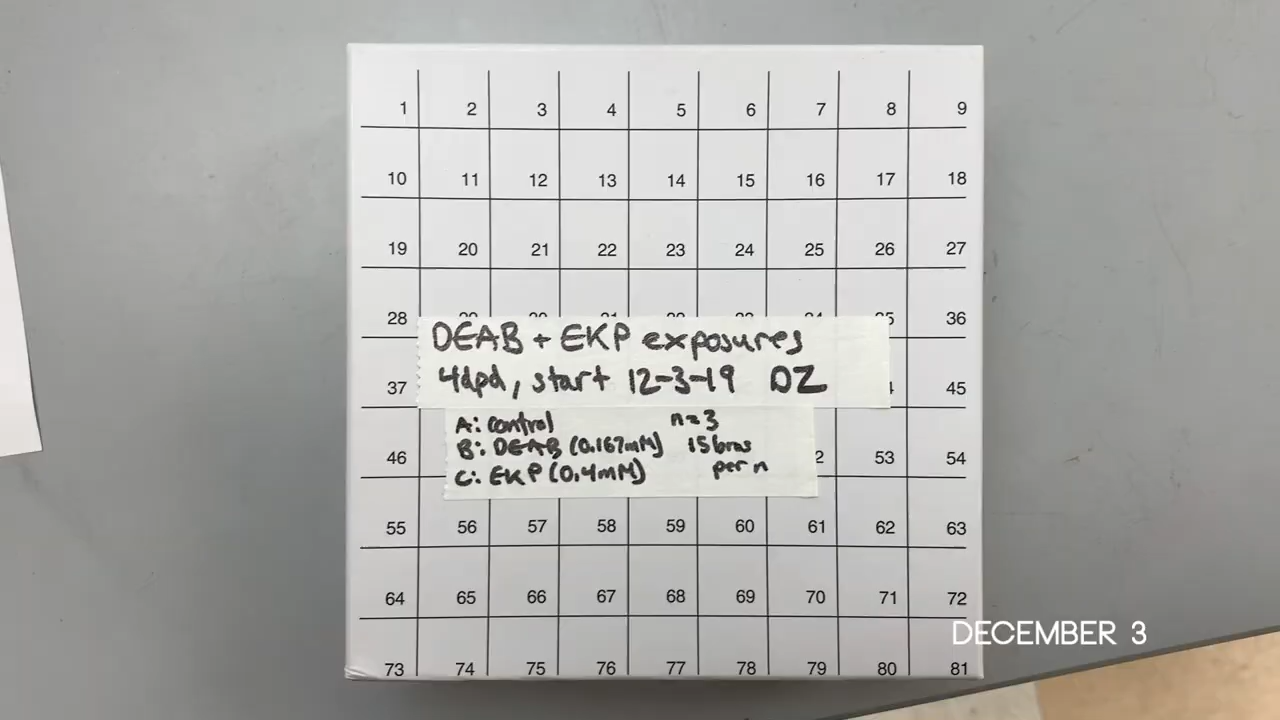 1 2 3 4 5 6 7 8 9
10 11 12 13 14 15 16 17 18
19 20 21 22 23 24 25 26 27
28 36
DEAB + EKP exposures
37 45
4dpd, start 12-3-19 DZ
A: control n=3
B: DEAB (0.167mM) 15
46 53 54
C: EKP (0.4mM) per n
55 56 57 58 59 60 61 62 63
64 65 66 67 68 69 70 71 72
DECEMBER 3
73 74 75 76 77 78 79 80 81